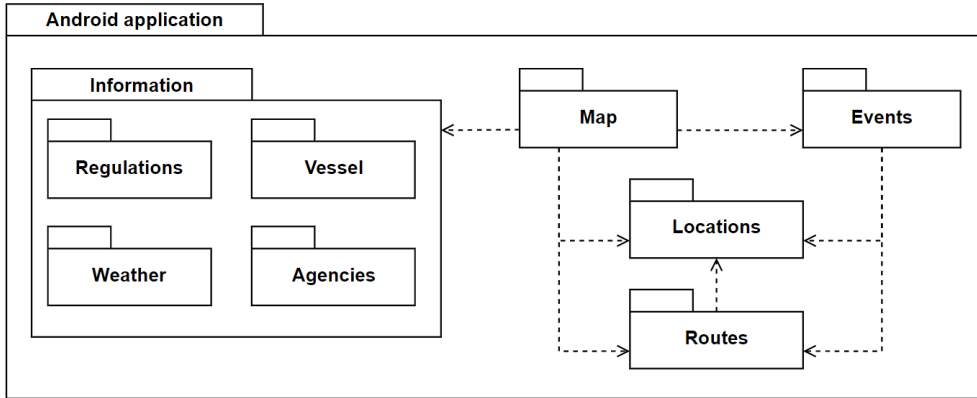 Android application
Information
Map
Events
Regulations
Vessel
Locations
Weather
Agencies
Routes